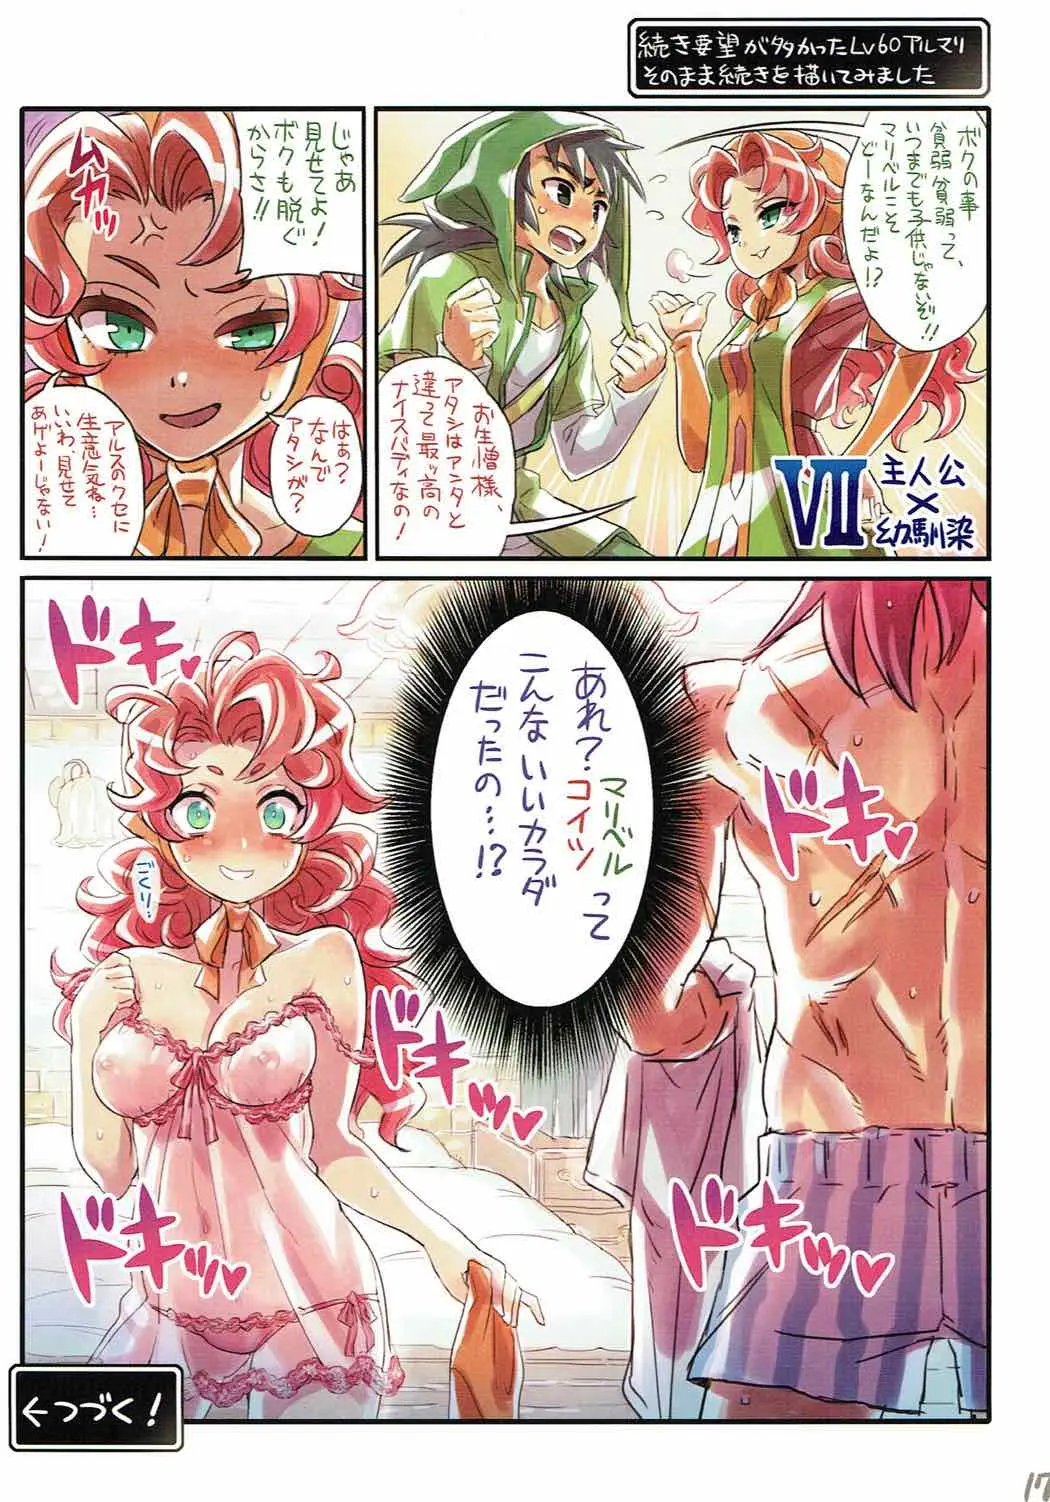 続き要望が多かったLv60アルマリ
そのまま続きを描いてみました
ボクの事
貧弱貧弱って、
いつまでも子供じゃないぞ!!
マリベルにこそ
どーなんだよ!?
お生憎様、
アタシはアンタと
違って最ッ高の
ナイスバディなの!
VII
主人公
×
幼馴染
じゃあ
見せてよ!
ボクも脱ぐ
からさ!!
ムカッ
はぁ?
なんで
アタシが?
アルスのクセに
生意気ね…
いいわ、見せて
あげよーじゃない!
ドキ
あれ?マリベルって
コイツ
こんないいカラダ
だったの…!?
ドキ
ごくり…
ドキッ
ドキッッ
ドキッッ
←つづく!
17